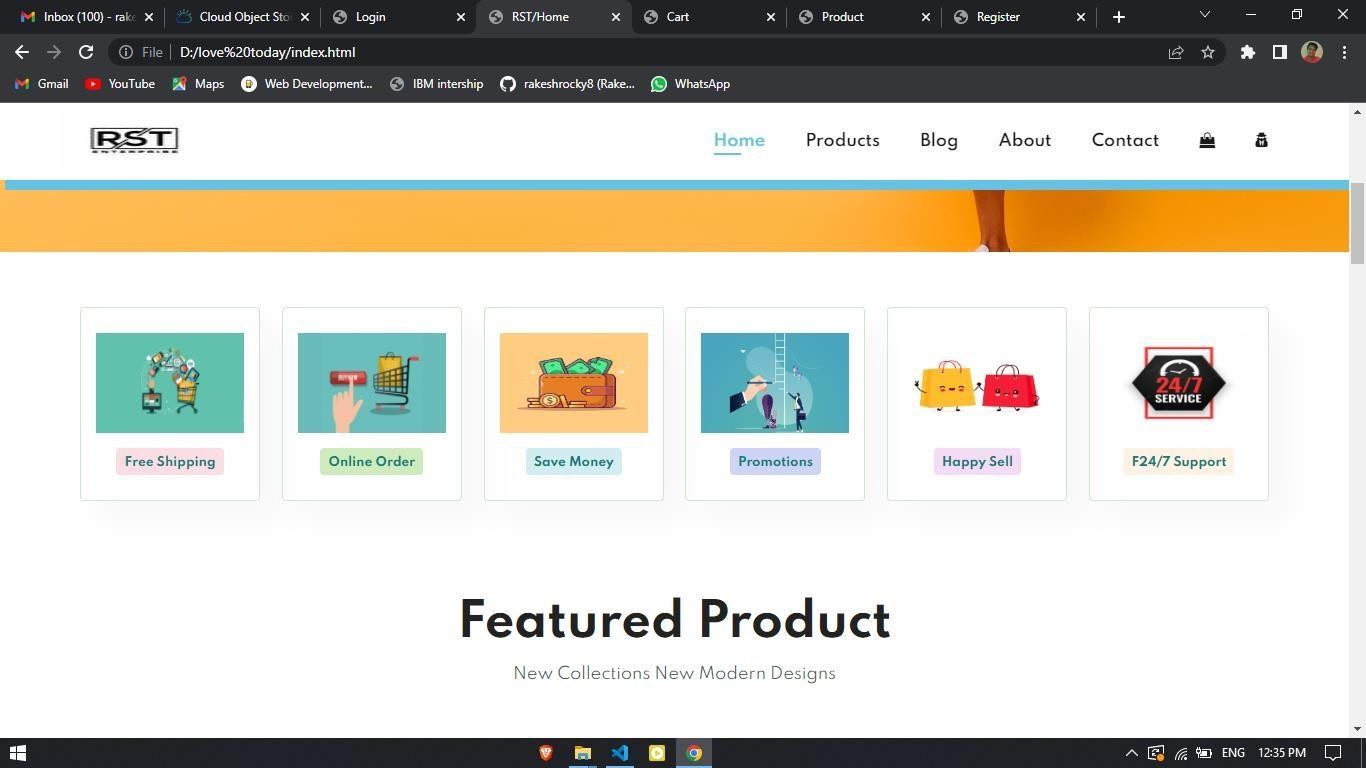 Inbox (100) - rake
Cloud Object Sto
Login
RST/Home
Cart
Product
Register
File
D:/love%20today/index.html
Gmail
YouTube
Maps
Web Development...
IBM intership
rakeshrocky8 (Rake...
WhatsApp
RST
ENTERPRISE
Home
Products
Blog
About
Contact
24/7
SERVICE
Free Shipping
Online Order
Save Money
Promotions
Happy Sell
F24/7 Support
Featured Product
New Collections New Modern Designs
ENG
12:35 PM